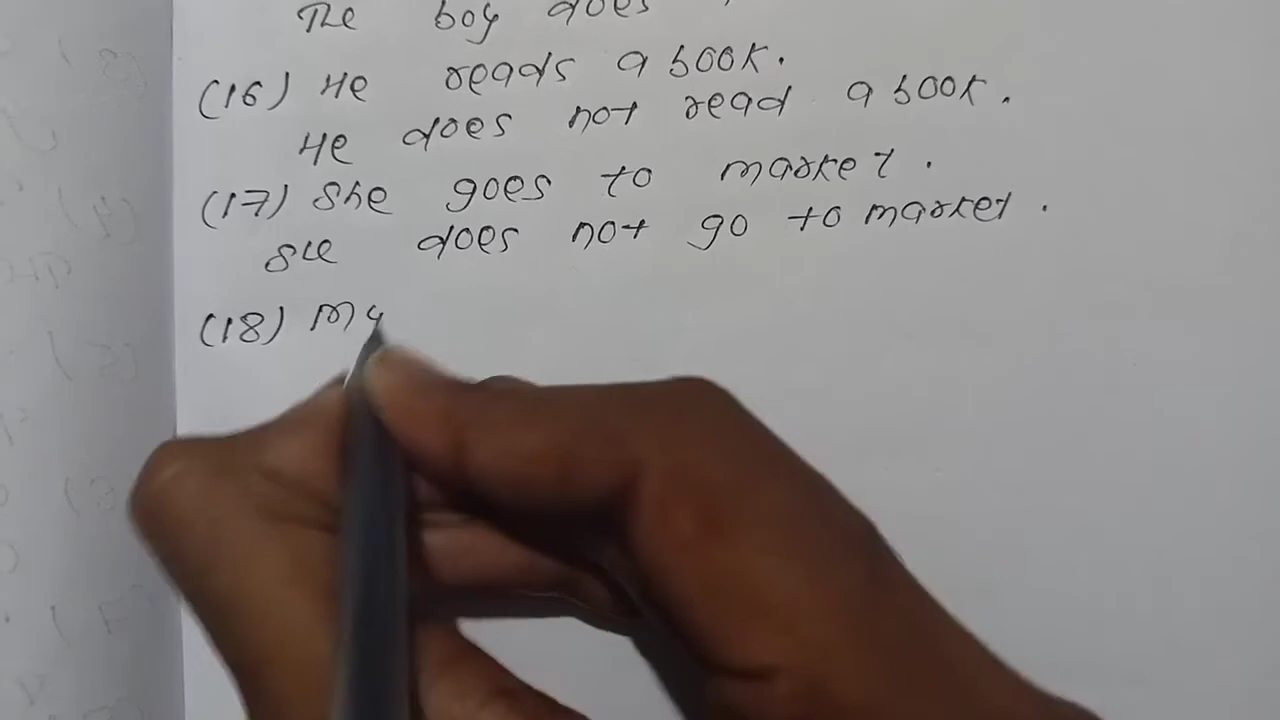 The boy does
(16) He reads a book.
He does not read a book.
(17) She goes to market.
She does not go to market.
(18) My